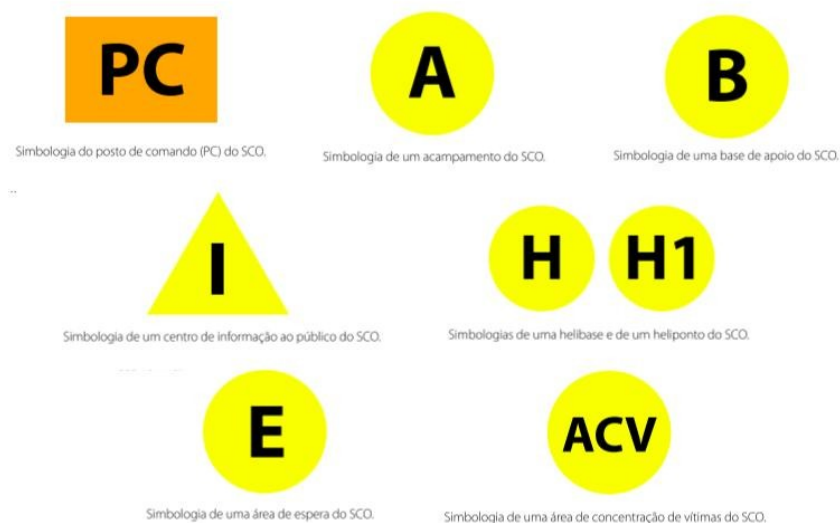 PC
Simbologia do posto de comando (PC) do SCO.
A
Simbologia de um acampamento do SCO.
B
Simbologia de uma base de apoio do SCO.
I
Simbologia de um centro de informação ao público do SCO.
H H1
Simbologias de uma helibase e de um heliponto do SCO.
E
Simbologia de uma área de espera do SCO.
ACV
Simbologia de uma área de concentração de vítimas do SCO.